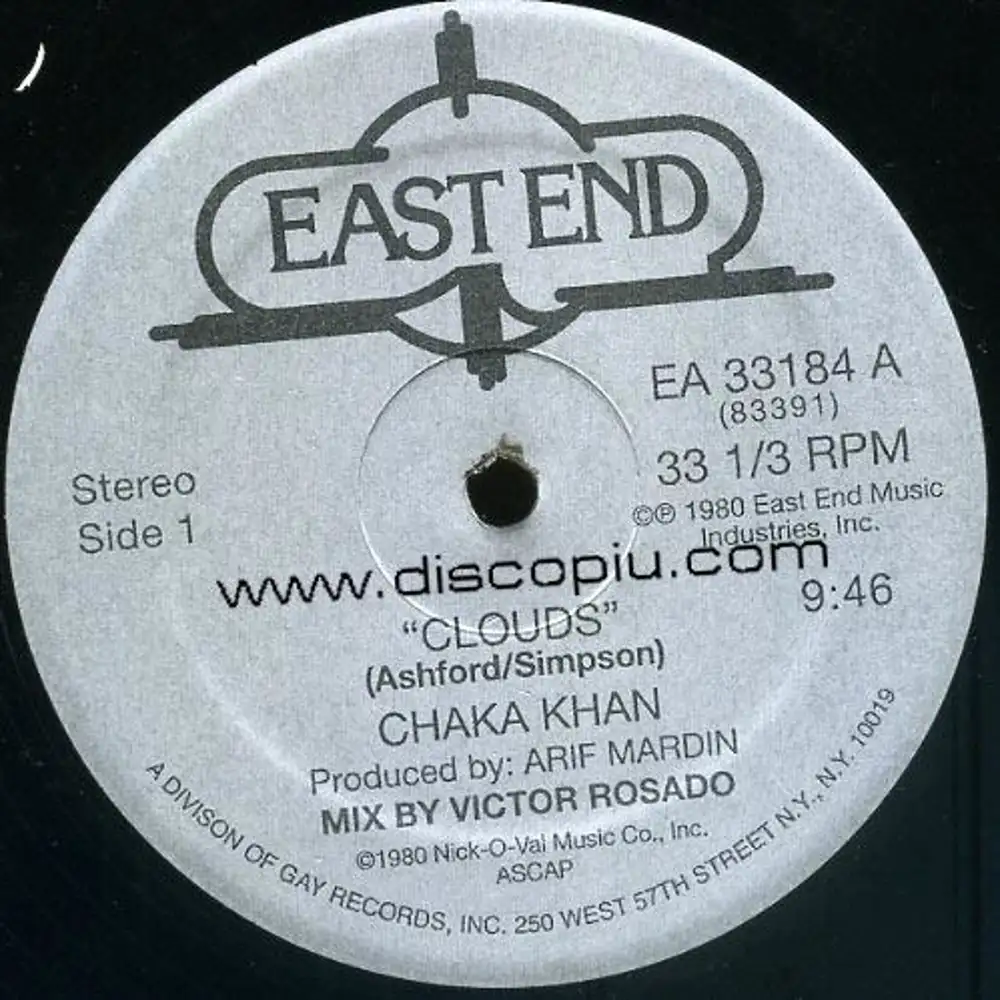 EAST END
EA 33184 A
(83391)
33 1/3 RPM
©℗ 1980 East End Music
Industries, Inc.
Stereo
Side 1
www.discopiu.com
9:46
“CLOUDS”
(Ashford/Simpson)
CHAKA KHAN
Produced by: ARIF MARDIN
MIX BY VICTOR ROSADO
©1980 Nick-O-Val Music Co., Inc.
ASCAP
A DIVISON OF GAY RECORDS, INC. 250 WEST 57TH STREET N.Y., N.Y. 10019